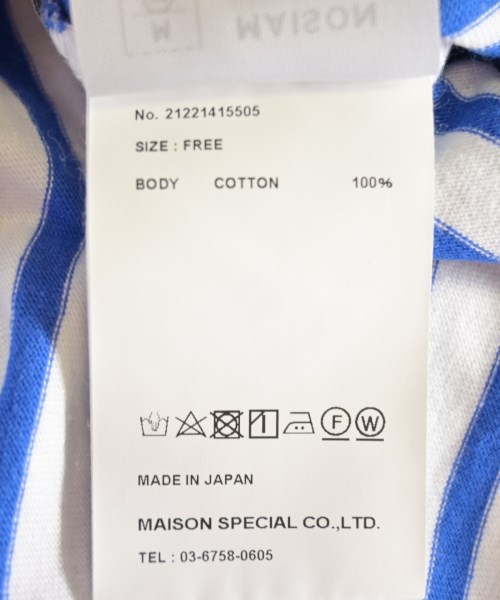 MAISON
M
No. 21221415505
SIZE : FREE
BODY COTTON 100%
F W
MADE IN JAPAN
MAISON SPECIAL CO.,LTD.
TEL : 03-6758-0605